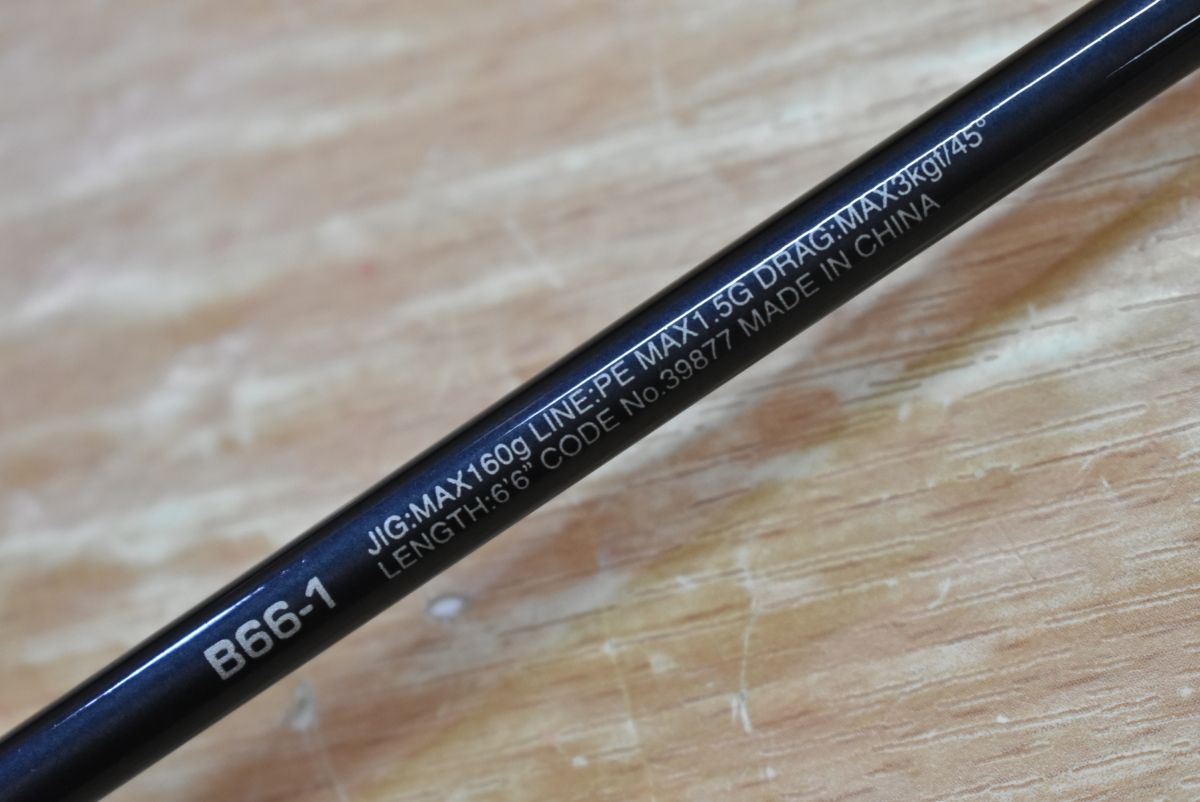 B66-1
JIG:MAX160g LINE:PE MAX1.5G DRAG:MAX3kgf/45°
LENGTH:6'6" CODE No.39877 MADE IN CHINA